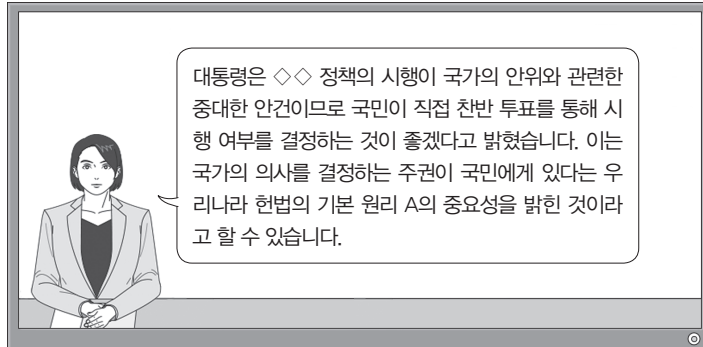 대통령은 ◇◇ 정책의 시행이 국가의 안위와 관련한
중대한 안건이므로 국민이 직접 찬반 투표를 통해 시
행 여부를 결정하는 것이 좋겠다고 밝혔습니다. 이는
국가의 의사를 결정하는 주권이 국민에게 있다는 우
리나라 헌법의 기본 원리 A의 중요성을 밝힌 것이라
고 할 수 있습니다.